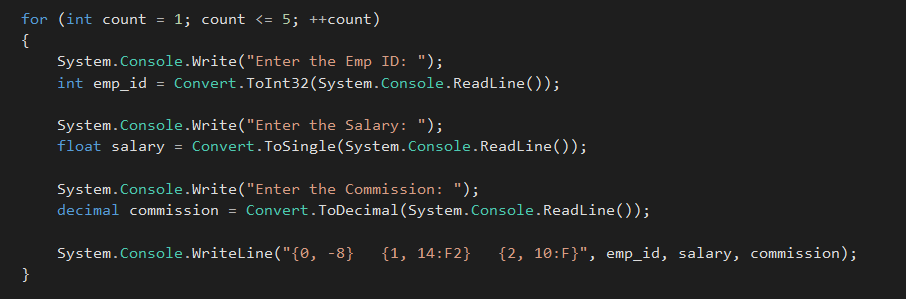 for (int count = 1; count <= 5; ++count)
{
    System.Console.Write("Enter the Emp ID: ");
    int emp_id = Convert.ToInt32(System.Console.ReadLine());

    System.Console.Write("Enter the Salary: ");
    float salary = Convert.ToSingle(System.Console.ReadLine());

    System.Console.Write("Enter the Commission: ");
    decimal commission = Convert.ToDecimal(System.Console.ReadLine());

    System.Console.WriteLine("{0, -8}   {1, 14:F2}   {2, 10:F}", emp_id, salary, commission);
}